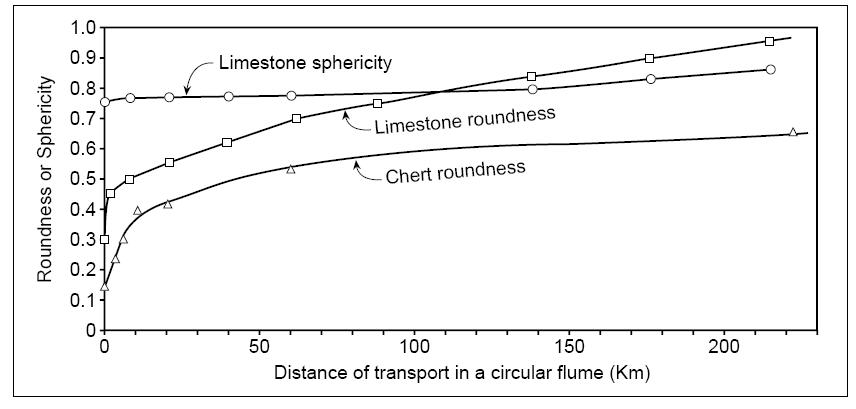 1.0
0.9
0.8
0.7
0.6
0.5
0.4
0.3
0.2
0.1
0
Roundness or Sphericity
Limestone sphericity
Limestone roundness
Chert roundness
0 50 100 150 200
Distance of transport in a circular flume (Km)